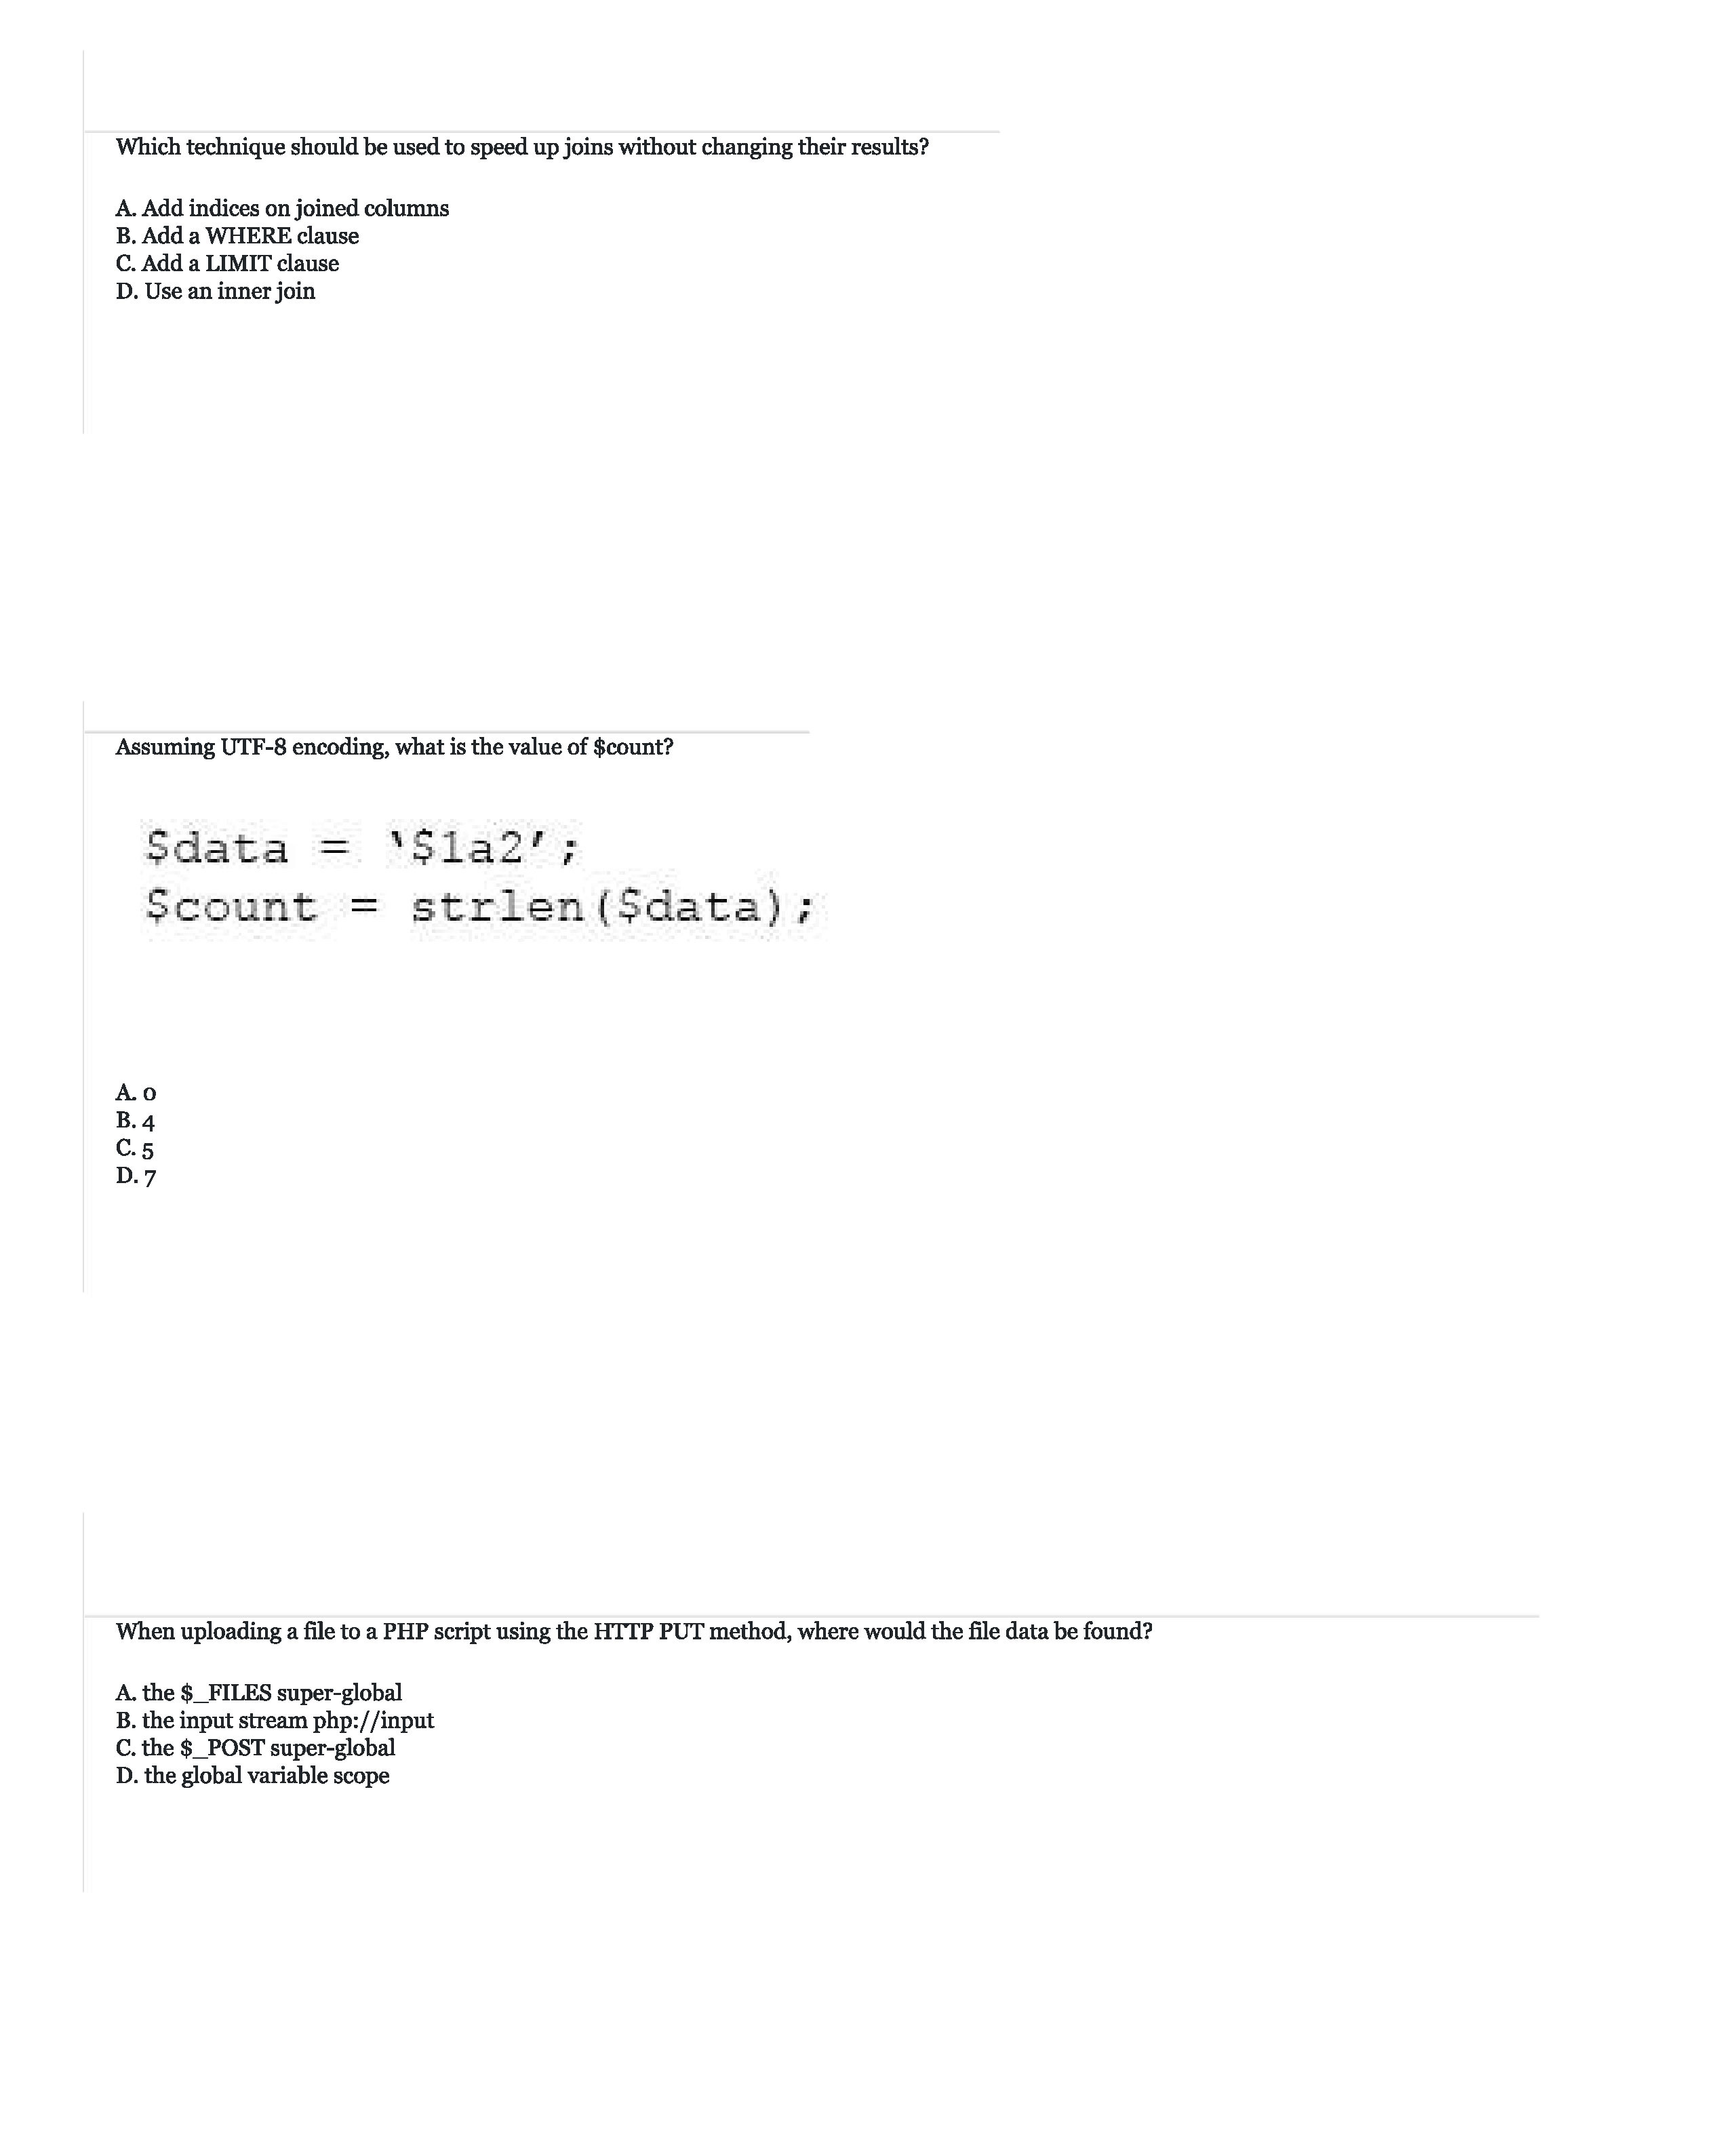 Which technique should be used to speed up joins without changing their results?
A. Add indices on joined columns
B. Add a WHERE clause
C. Add a LIMIT clause
D. Use an inner join
Assuming UTF-8 encoding, what is the value of $count?
$data = ‘$1a2’;
$count = strlen($data);
A. 0
B. 4
C. 5
D. 7
When uploading a file to a PHP script using the HTTP PUT method, where would the file data be found?
A. the $_FILES super-global
B. the input stream php://input
C. the $_POST super-global
D. the global variable scope